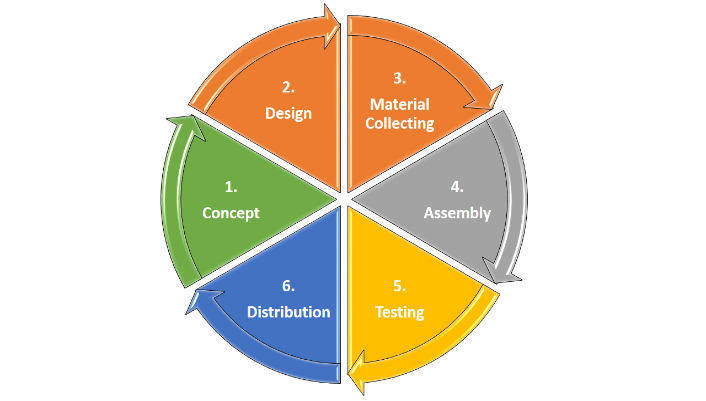 1.
Concept
2.
Design
3.
Material
Collecting
4.
Assembly
5.
Testing
6.
Distribution